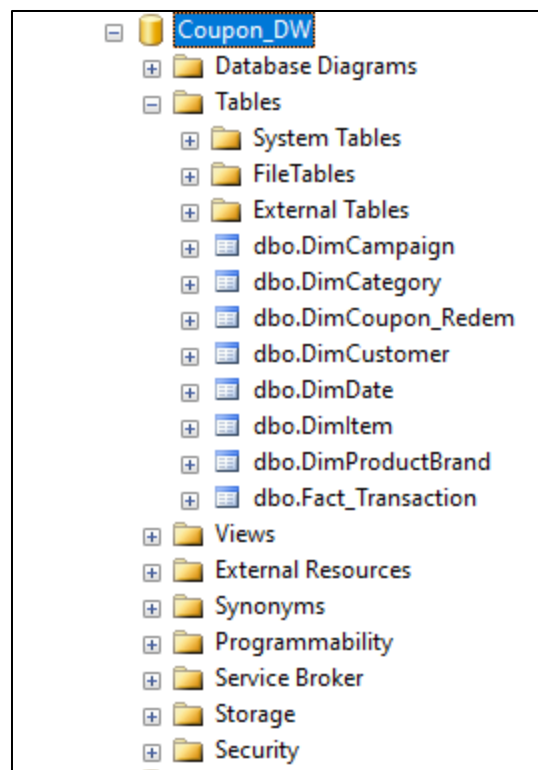 Coupon_DW
Database Diagrams
Tables
System Tables
FileTables
External Tables
dbo.DimCampaign
dbo.DimCategory
dbo.DimCoupon_Redem
dbo.DimCustomer
dbo.DimDate
dbo.DimItem
dbo.DimProductBrand
dbo.Fact_Transaction
Views
External Resources
Synonyms
Programmability
Service Broker
Storage
Security